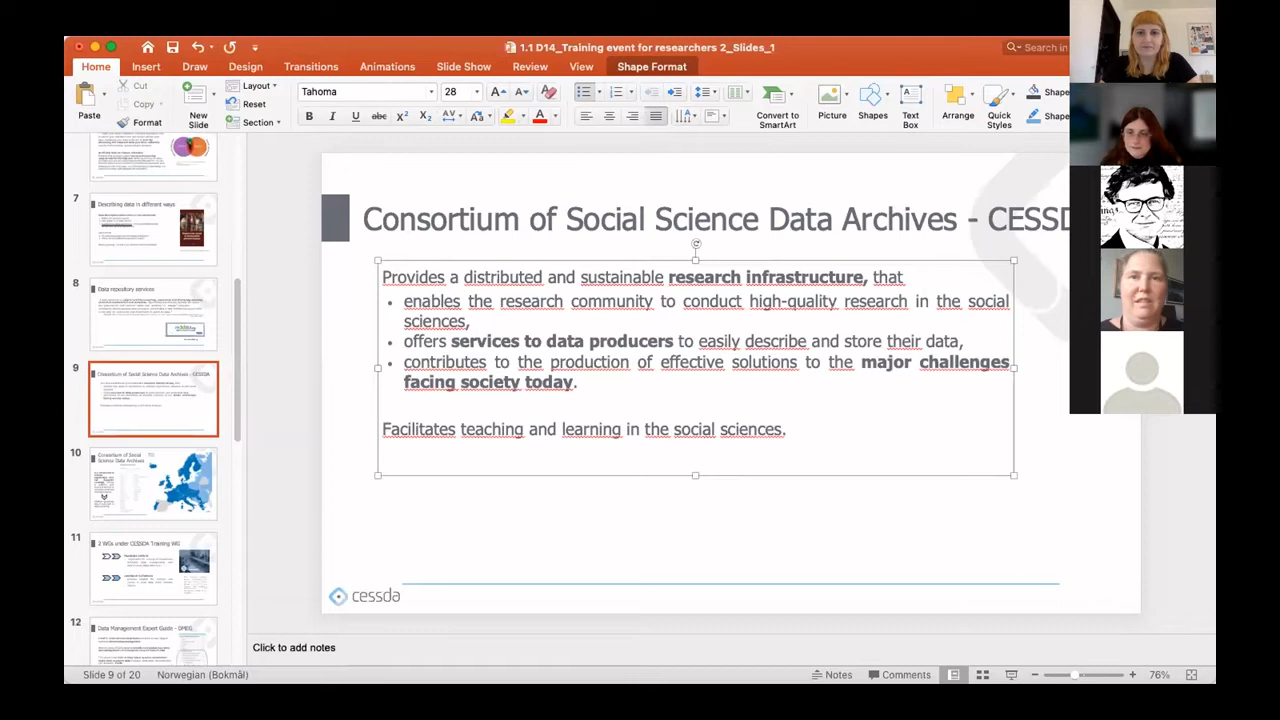 1.1 D14_Training event for researchers 2_Slides_1
Search in
Home Insert Draw Design Transitions Animations Slide Show Review View Shape Format
Paste
Cut
Copy
Format
New
Slide
Layout
Reset
Section
Tahoma 28
B I U abc X² X₂ AV Aa A
Convert to
SmartArt
Picture
Shapes
Text
Box
Arrange
Quick
Styles
Shape
Shape
7
Describing data in different ways
8
Data repository services
9
Consortium of Social Science Data Archives - CESSDA
10
Consortium of Social
Science Data Archives
11
2 WGs under CESSDA Training WG
12
Data Management Expert Guide - DMEG
Consortium of Social Science Data Archives - CESSD
Provides a distributed and sustainable research infrastucture, that
• enables the research community to conduct high-quality research in the social
sciences,
• offers services to data producers to easily describe and store their data,
• contributes to the production of effective solutions to the major challenges
facing society today.
Facilitates teaching and learning in the social sciences.
cessda
Click to add notes
Slide 9 of 20 Norwegian (Bokmål) Notes Comments 76%